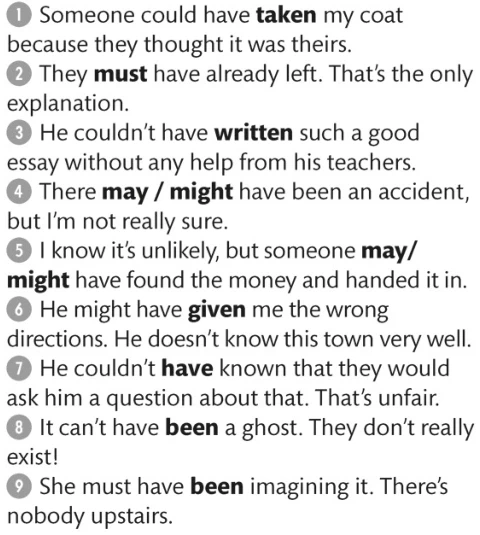 1 Someone could have taken my coat
because they thought it was theirs.
2 They must have already left. That's the only
explanation.
3 He couldn't have written such a good
essay without any help from his teachers.
4 There may / might have been an accident,
but I'm not really sure.
5 I know it's unlikely, but someone may/
might have found the money and handed it in.
6 He might have given me the wrong
directions. He doesn't know this town very well.
7 He couldn't have known that they would
ask him a question about that. That's unfair.
8 It can't have been a ghost. They don't really
exist!
9 She must have been imagining it. There's
nobody upstairs.